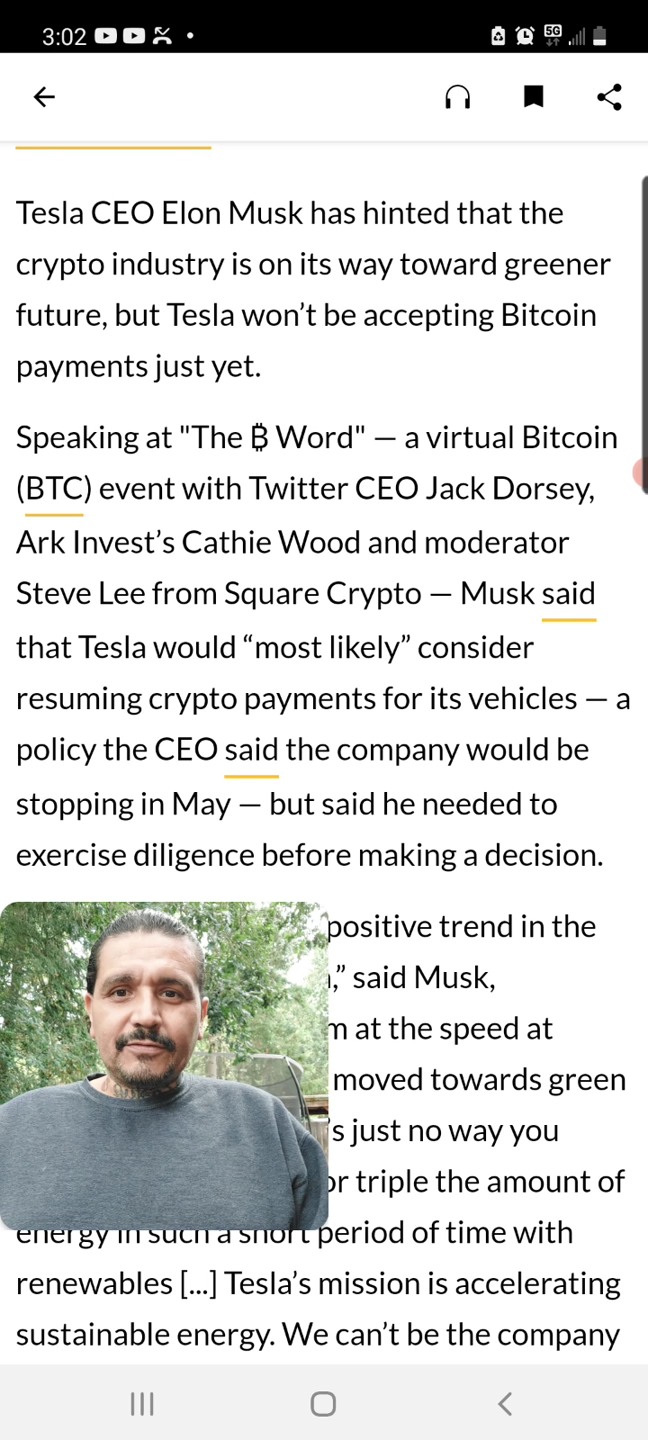 3:02
5G
Tesla CEO Elon Musk has hinted that the
crypto industry is on its way toward greener
future, but Tesla won’t be accepting Bitcoin
payments just yet.
Speaking at "The ₿ Word" — a virtual Bitcoin
(BTC) event with Twitter CEO Jack Dorsey,
Ark Invest’s Cathie Wood and moderator
Steve Lee from Square Crypto — Musk said
that Tesla would “most likely” consider
resuming crypto payments for its vehicles — a
policy the CEO said the company would be
stopping in May — but said he needed to
exercise diligence before making a decision.
positive trend in the
,” said Musk,
at the speed at
moved towards green
’s just no way you
or triple the amount of
energy in such a short period of time with
renewables [...] Tesla’s mission is accelerating
sustainable energy. We can’t be the company